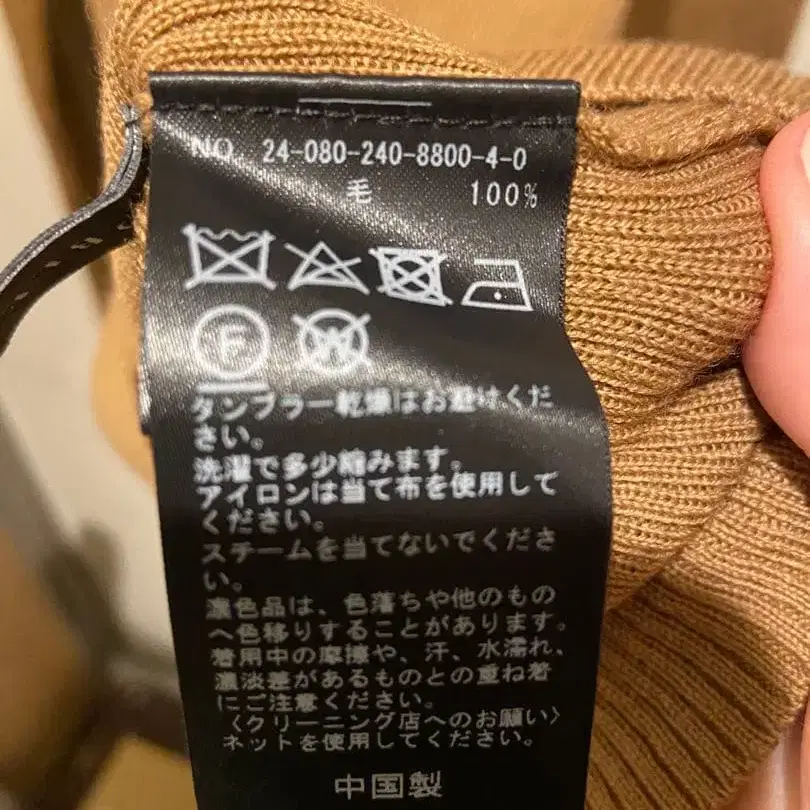 NO. 24-080-240-8800-4-0
毛 100%
F W
タンブラー乾燥はお避けくだ
さい。
洗濯で多少縮みます。
アイロンは当て布を使用して
ください。
スチームを当てないでくださ
い。
濃色品は、色落ちや他のもの
へ色移りすることがあります。
着用中の摩擦や、汗、水濡れ、
濃淡差があるものとの重ね着
にご注意ください。
〈クリーニング店へのお願い〉
ネットを使用してください。
中国製